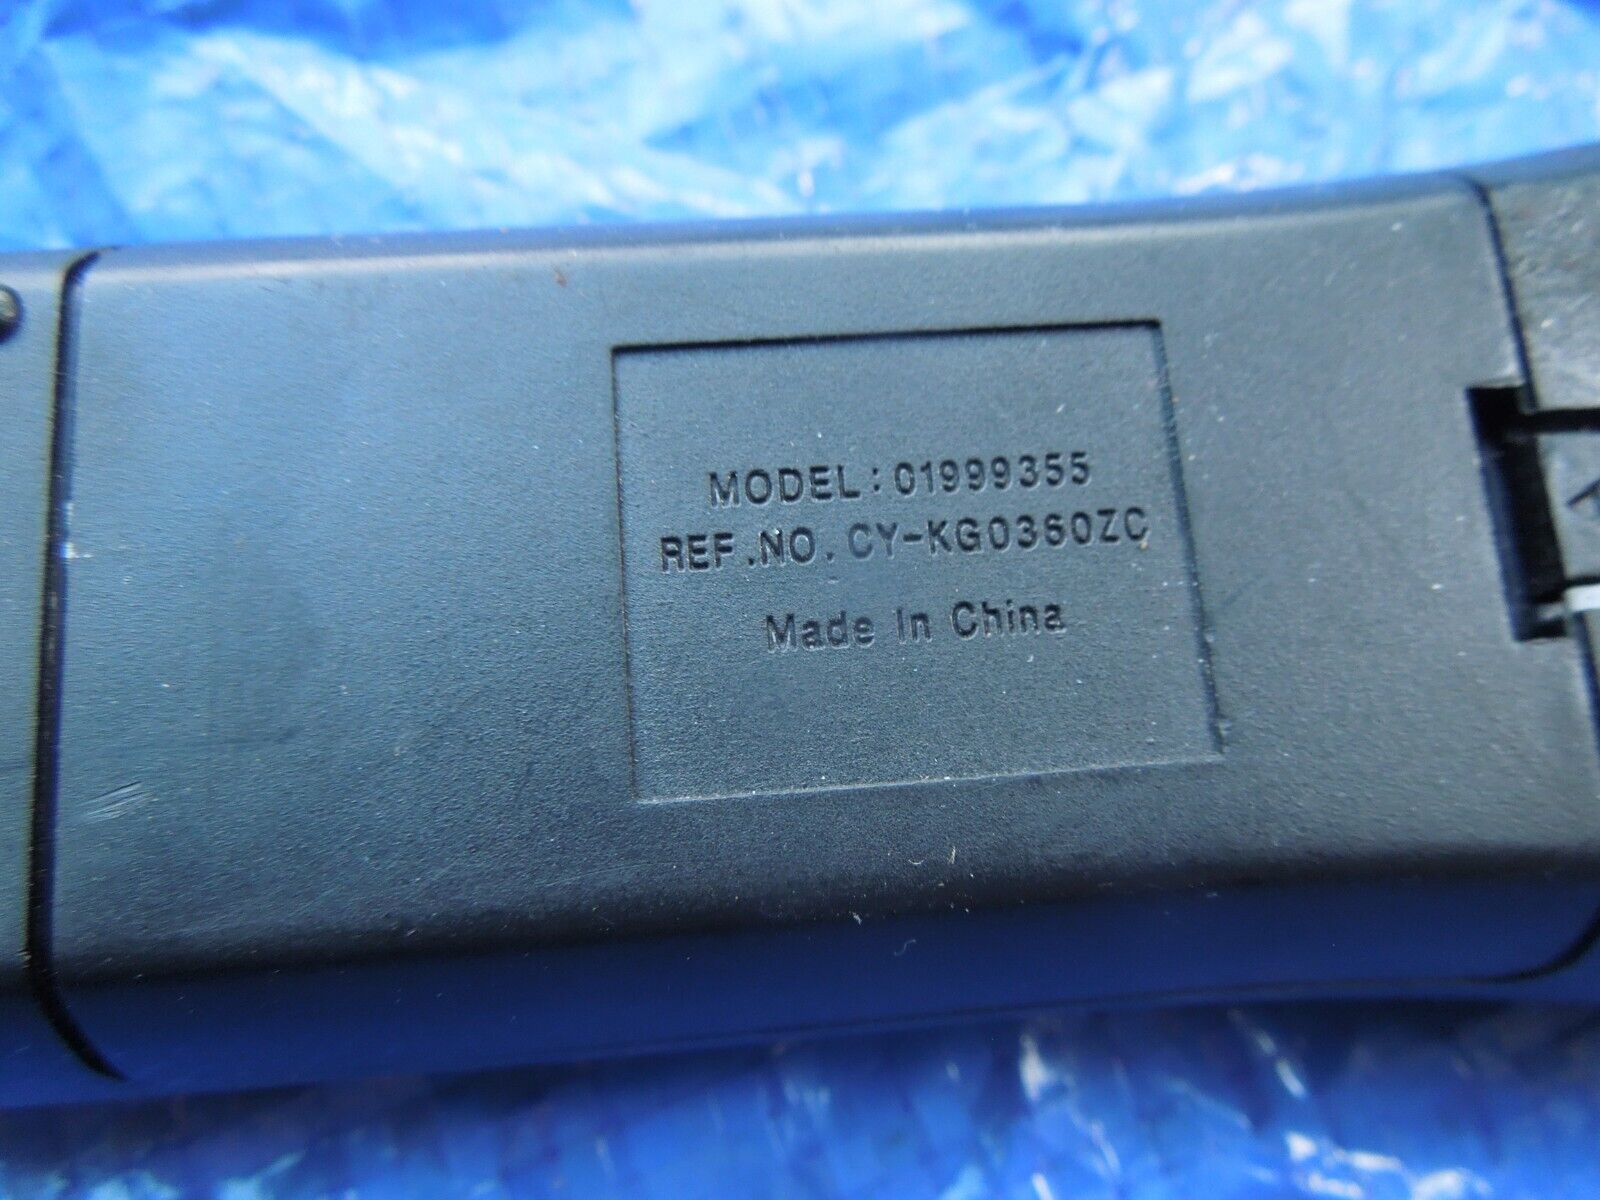 MODEL: 01999355
REF.NO. CY-KG0360ZC
Made In China